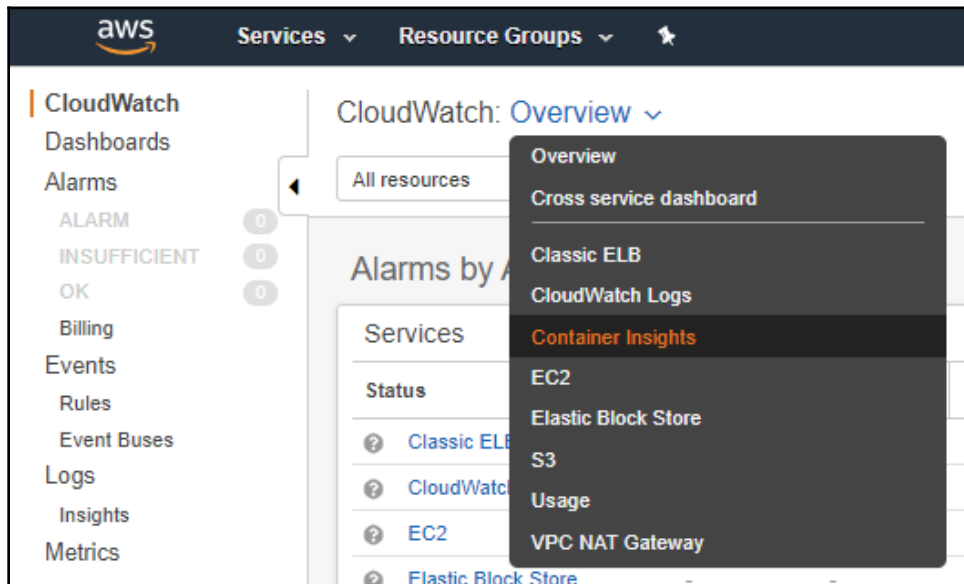 aws
Services
Resource Groups
CloudWatch
Dashboards
Alarms
ALARM 0
INSUFFICIENT 0
OK 0
Billing
Events
Rules
Event Buses
Logs
Insights
Metrics
CloudWatch: Overview
All resources
Alarms by
Services
Status
Classic
EC2
Elastic Block Store
- -
Overview
Cross service dashboard
Classic ELB
CloudWatch Logs
Container Insights
EC2
Elastic Block Store
S3
Usage
VPC NAT Gateway